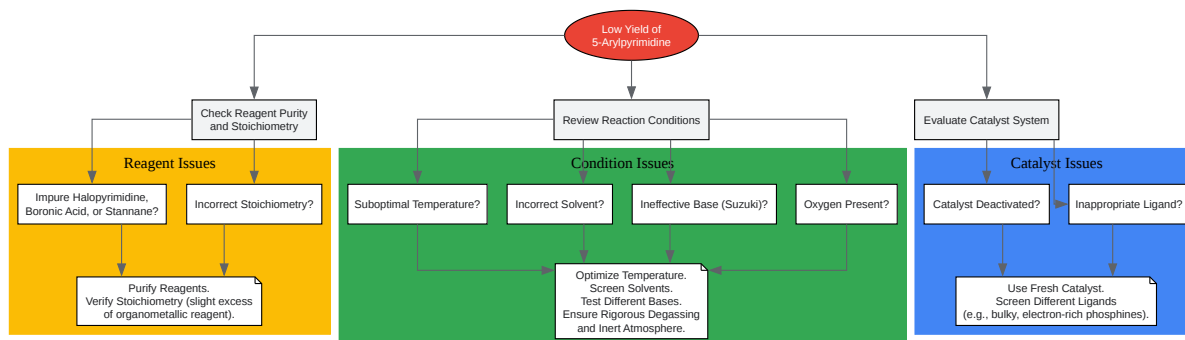 Low Yield of
5-Arylpyrimidine
Check Reagent Purity
and Stoichiometry
Review Reaction Conditions
Evaluate Catalyst System
Reagent Issues
Condition Issues
Catalyst Issues
Impure Halopyrimidine,
Boronic Acid, or Stannane?
Incorrect Stoichiometry?
Suboptimal Temperature?
Incorrect Solvent?
Ineffective Base (Suzuki)?
Oxygen Present?
Catalyst Deactivated?
Inappropriate Ligand?
Purify Reagents.
Verify Stoichiometry (slight excess
of organometallic reagent).
Optimize Temperature.
Screen Solvents.
Test Different Bases.
Ensure Rigorous Degassing
and Inert Atmosphere.
Use Fresh Catalyst.
Screen Different Ligands
(e.g., bulky, electron-rich phosphines).